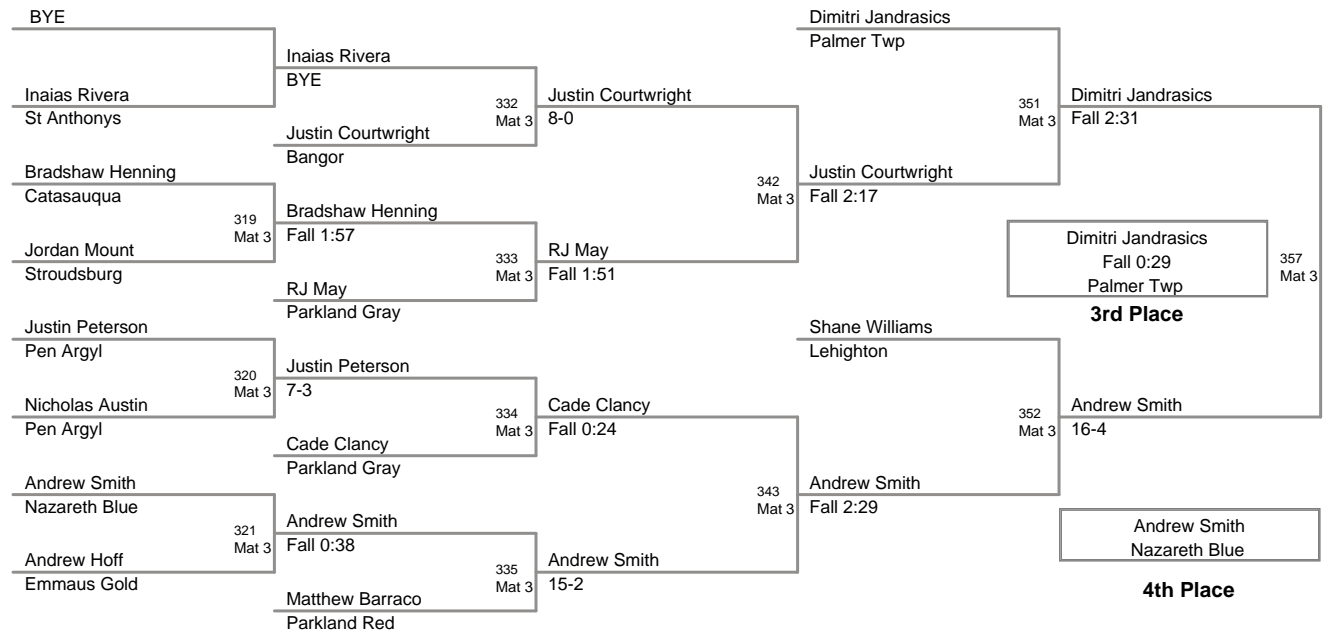 BYE
Inaias Rivera
St Anthonys
Bradshaw Henning
Catasauqua
319
Mat 3
Jordan Mount
Stroudsburg
Justin Peterson
Pen Argyl
320
Mat 3
Nicholas Austin
Pen Argyl
Andrew Smith
Nazareth Blue
321
Mat 3
Andrew Hoff
Emmaus Gold
Inaias Rivera
BYE
332
Mat 3
Justin Courtwright
Bangor
Bradshaw Henning
Fall 1:57
333
Mat 3
RJ May
Parkland Gray
Justin Peterson
7-3
334
Mat 3
Cade Clancy
Parkland Gray
Andrew Smith
Fall 0:38
335
Mat 3
Matthew Barraco
Parkland Red
Justin Courtwright
8-0
342
Mat 3
RJ May
Fall 1:51
Cade Clancy
Fall 0:24
343
Mat 3
Andrew Smith
15-2
Dimitri Jandrasics
Palmer Twp
351
Mat 3
Justin Courtwright
Fall 2:17
Shane Williams
Lehighton
352
Mat 3
Andrew Smith
Fall 2:29
Dimitri Jandrasics
Fall 2:31
357
Mat 3
Andrew Smith
16-4
Dimitri Jandrasics
Fall 0:29
Palmer Twp
3rd Place
Andrew Smith
Nazareth Blue
4th Place